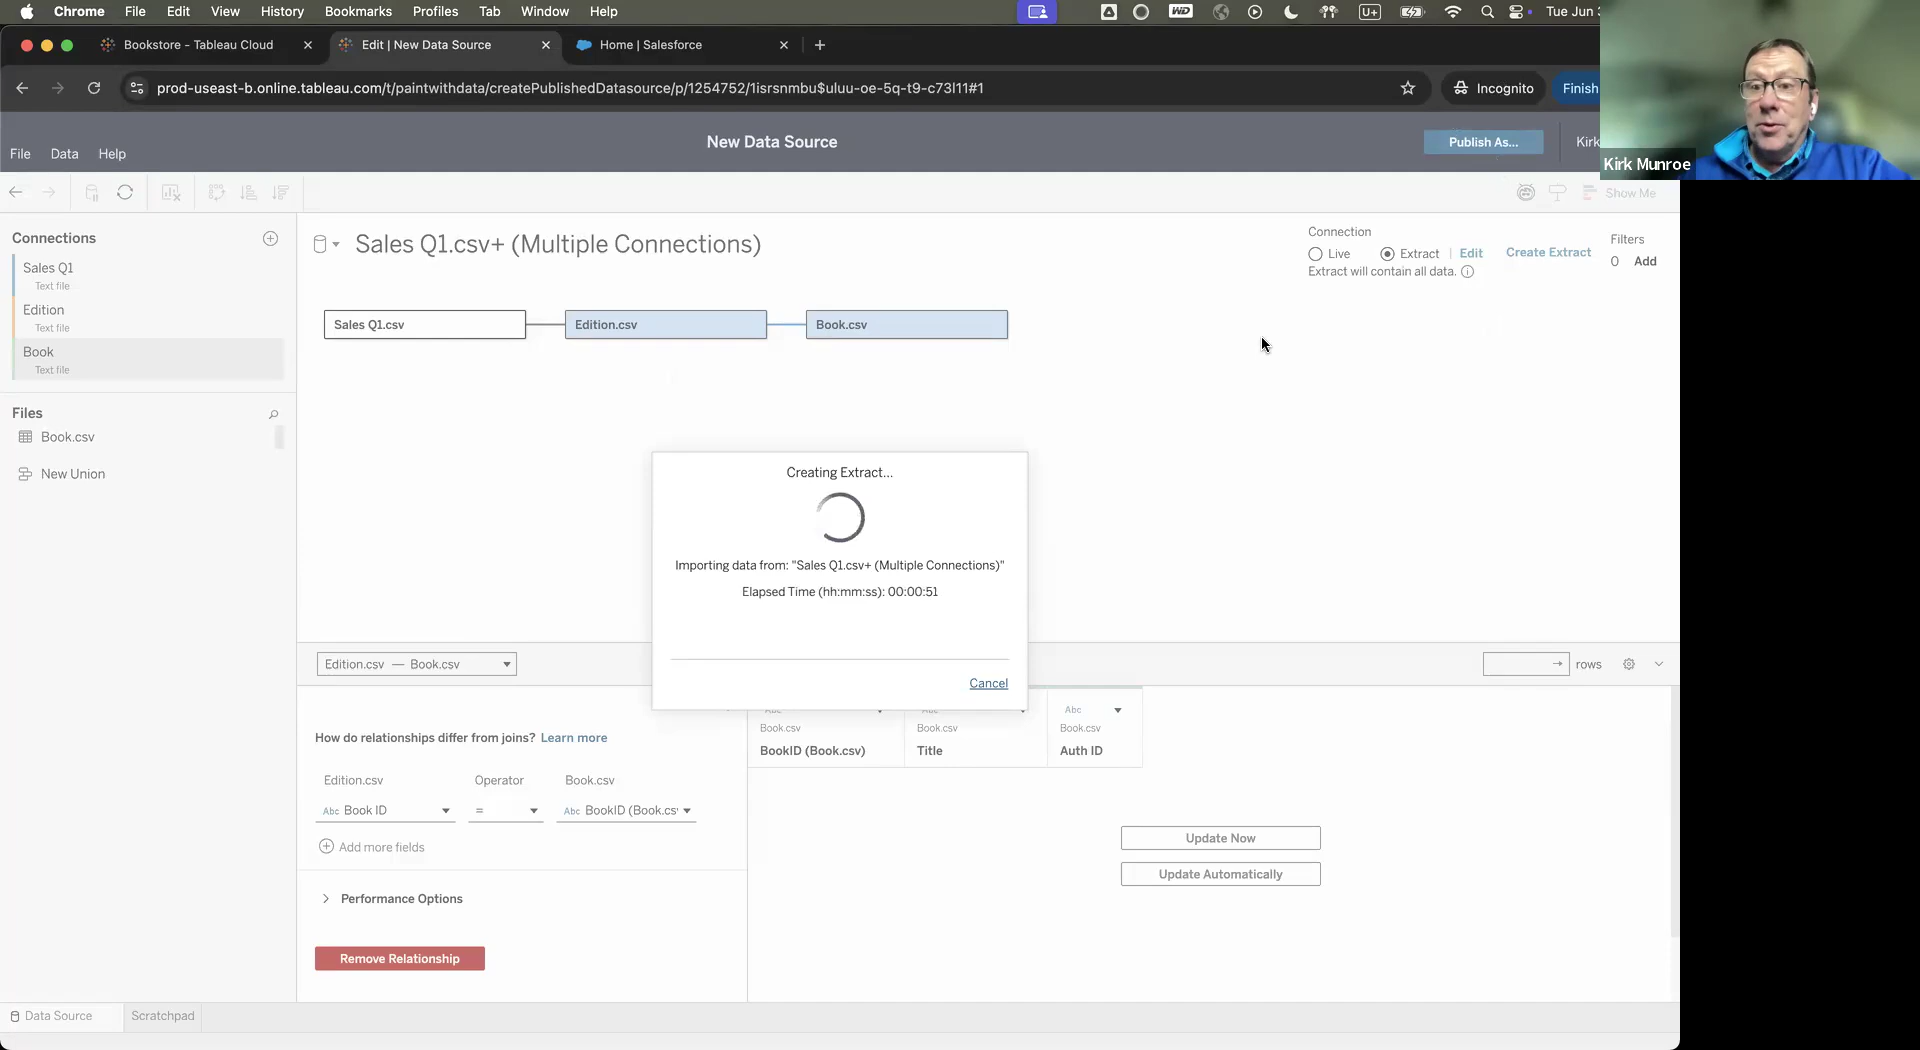 Chrome File Edit View History Bookmarks Profiles Tab Window Help
WD U+ Tue Jun
Bookstore - Tableau Cloud
Edit | New Data Source
Home | Salesforce
prod-useast-b.online.tableau.com/t/paintwithdata/createPublishedDatasource/p/1254752/1isrsnmbu$uluu-oe-5q-t9-c73l11#1
Incognito
Finish
Kirk Munroe
New Data Source
Publish As...
Kirk
File Data Help
Show Me
Connections
Sales Q1
Text file
Edition
Text file
Book
Text file
Files
Book.csv
New Union
Sales Q1.csv+ (Multiple Connections)
Connection
Live Extract | Edit
Extract will contain all data.
Create Extract
Filters
0 Add
Sales Q1.csv
Edition.csv
Book.csv
Creating Extract...
Importing data from: "Sales Q1.csv+ (Multiple Connections)"
Elapsed Time (hh:mm:ss): 00:00:51
Cancel
Edition.csv — Book.csv
rows
How do relationships differ from joins? Learn more
Edition.csv Operator Book.csv
Abc Book ID = Abc BookID (Book.cs
Add more fields
Performance Options
Remove Relationship
Abc
Book.csv Book.csv Book.csv
BookID (Book.csv) Title Auth ID
Update Now
Update Automatically
Data Source Scratchpad